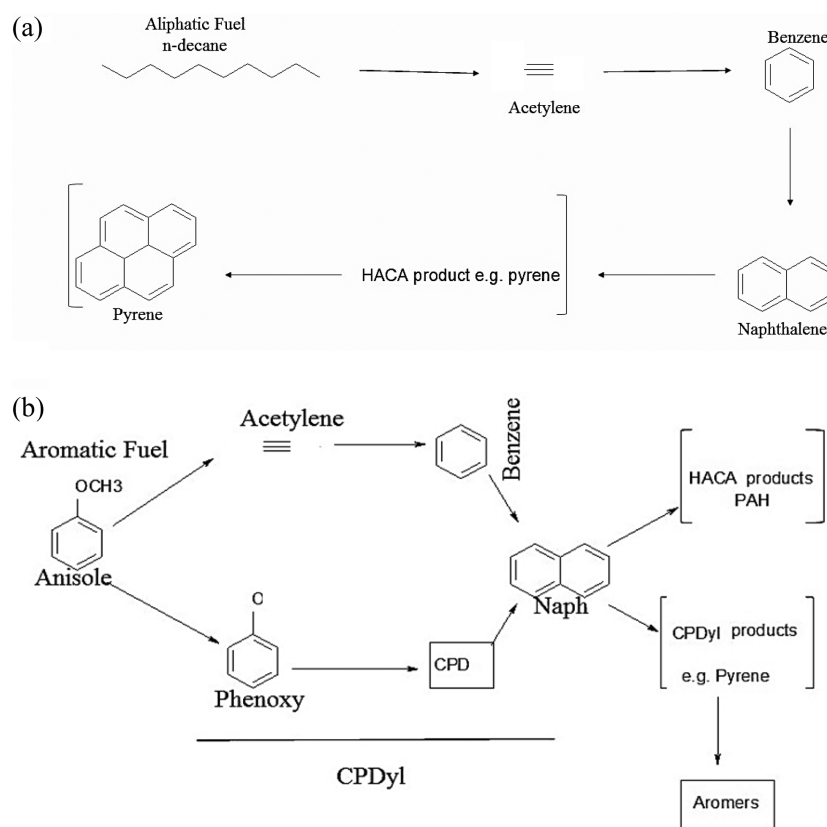 (a)
Aliphatic Fuel
n-decane
Acetylene
Benzene
Pyrene
HACA product e.g. pyrene
Naphthalene
(b)
Aromatic Fuel
OCH3
Anisole
Acetylene
Benzene
O
Phenoxy
CPD
Naph
HACA products
PAH
CPDyl products
e.g. Pyrene
CPDyl
Aromers